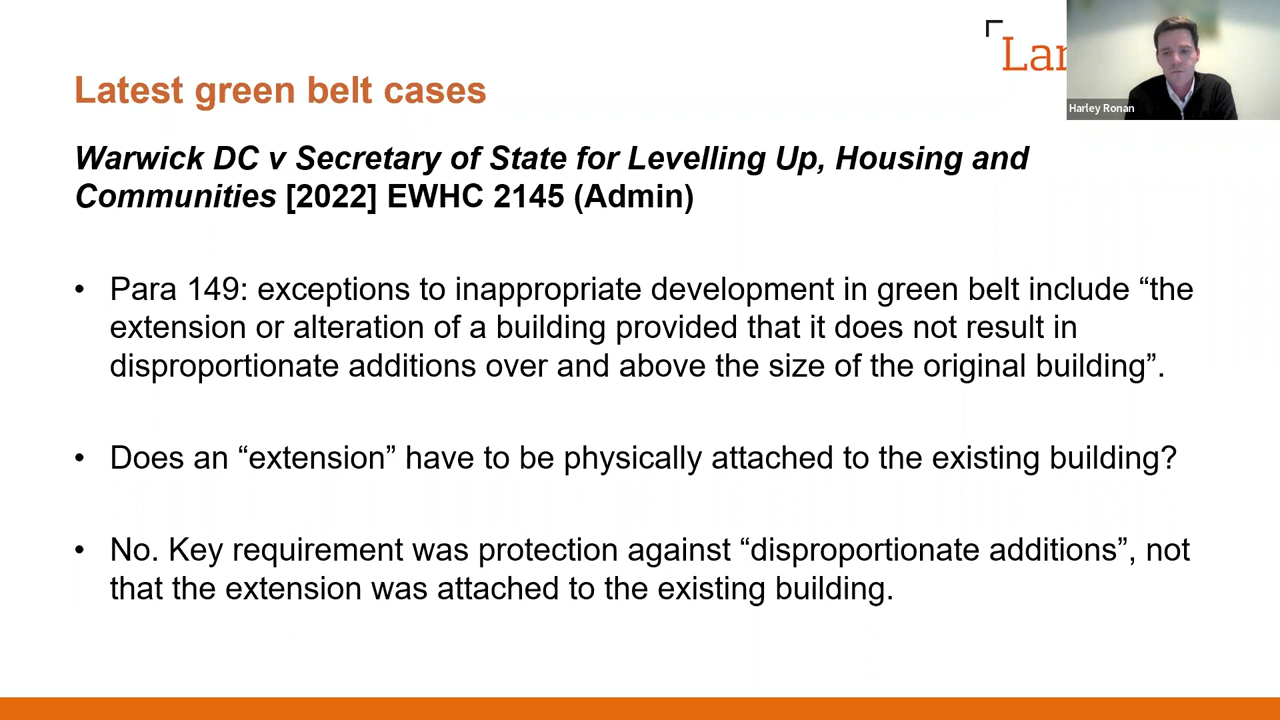 Lan
Harley Ronan
Latest green belt cases
Warwick DC v Secretary of State for Levelling Up, Housing and
Communities [2022] EWHC 2145 (Admin)
• Para 149: exceptions to inappropriate development in green belt include “the
extension or alteration of a building provided that it does not result in
disproportionate additions over and above the size of the original building”.
• Does an “extension” have to be physically attached to the existing building?
• No. Key requirement was protection against “disproportionate additions”, not
that the extension was attached to the existing building.